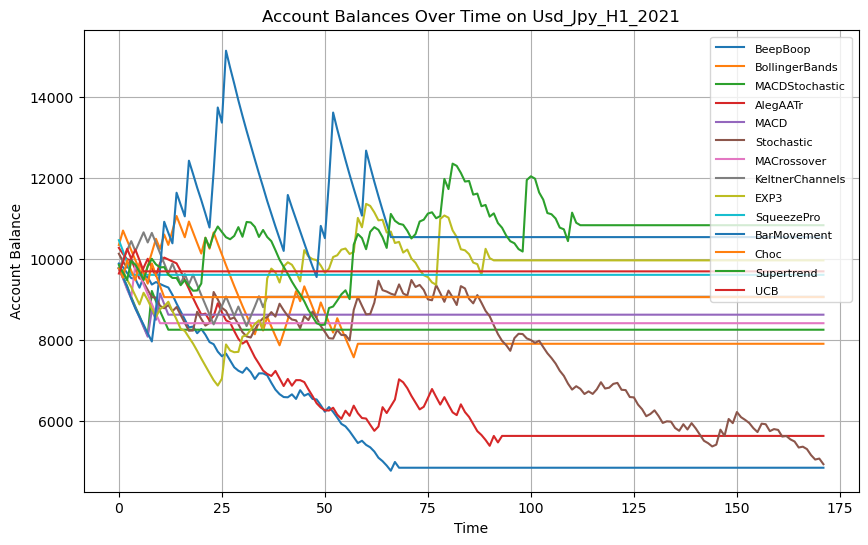 Account Balances Over Time on Usd_Jpy_H1_2021
Account Balance
14000
12000
10000
8000
6000
BeepBoop
BollingerBands
MACDStochastic
AlegAATr
MACD
Stochastic
MACrossover
KeltnerChannels
EXP3
SqueezePro
BarMovement
Choc
Supertrend
UCB
0 25 50 75 100 125 150 175
Time